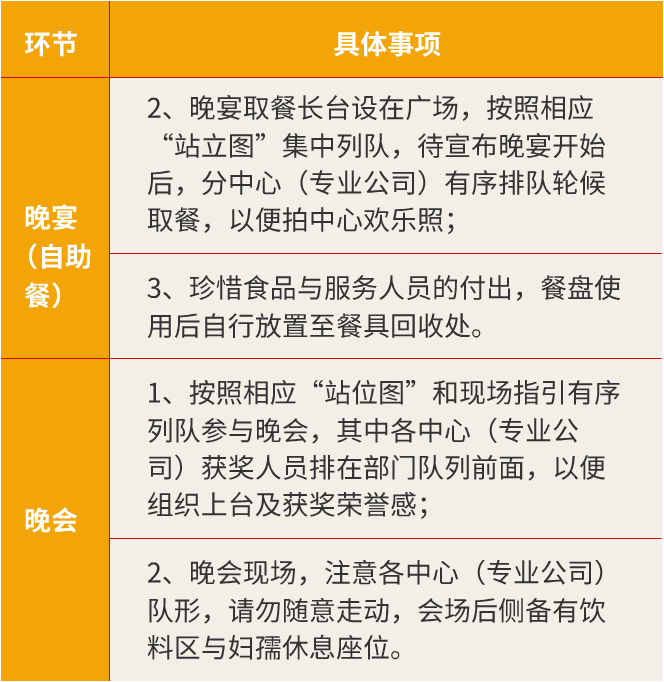 环节
具体事项
2、晚宴取餐长台设在广场，按照相应
“站立图”集中列队，待宣布晚宴开始
后，分中心（专业公司）有序排队轮候
取餐，以便拍中心欢乐照；
晚宴
（自助
餐）
3、珍惜食品与服务人员的付出，餐盘使
用后自行放置至餐具回收处。
1、按照相应“站位图”和现场指引有序
列队参与晚会，其中各中心（专业公
司）获奖人员排在部门队列前面，以便
组织上台及获奖荣誉感；
晚会
2、晚会现场，注意各中心（专业公司）
队形，请勿随意走动，会场后侧备有饮
料区与妇孺休息座位。